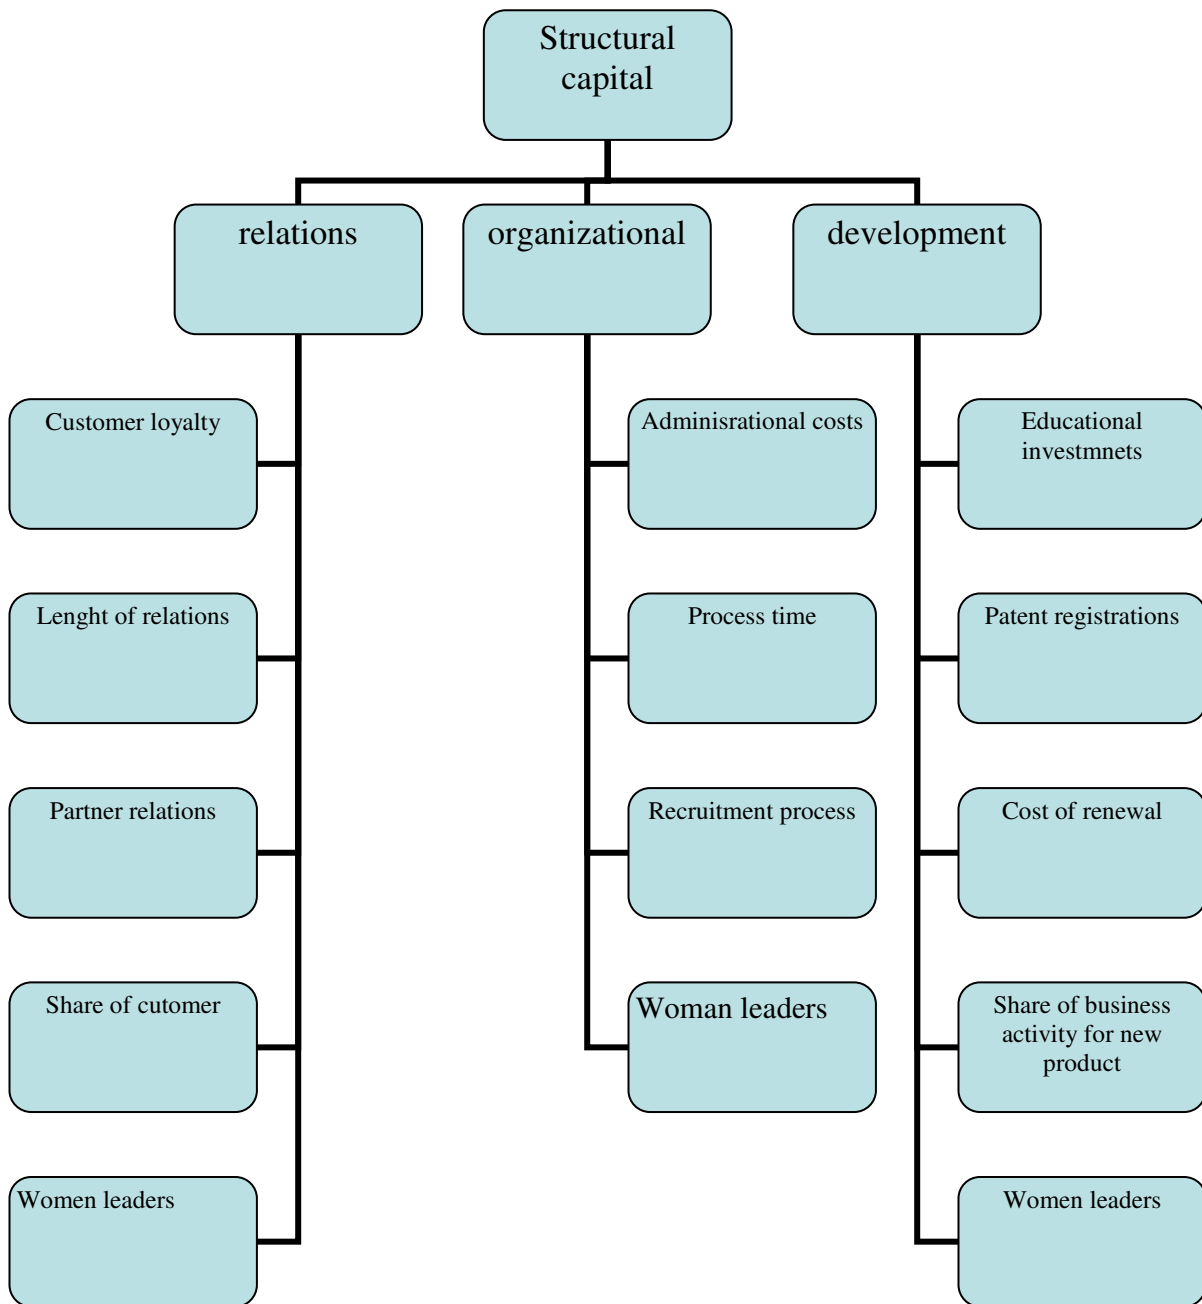 Structural
capital
relations
organizational
development
Customer loyalty
Adminisrational costs
Educational
investmnets
Lenght of relations
Process time
Patent registrations
Partner relations
Recruitment process
Cost of renewal
Share of cutomer
Woman leaders
Share of business
activity for new
product
Women leaders
Women leaders